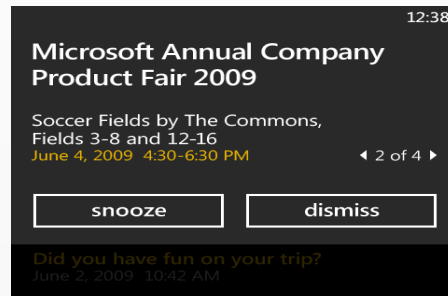 12:38
Microsoft Annual Company
Product Fair 2009
Soccer Fields by The Commons,
Fields 3-8 and 12-16
June 4, 2009 4:30-6:30 PM
2 of 4
snooze
dismiss
Did you have fun on your trip?
June 2, 2009 10:42 AM